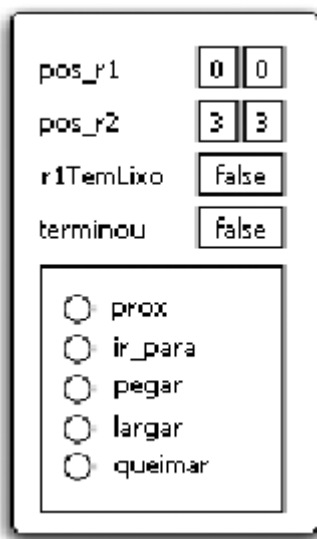 pos_r1 0 0
pos_r2 3 3
r1TemLixo false
terminou false
prox
ir_para
pegar
largar
queimar